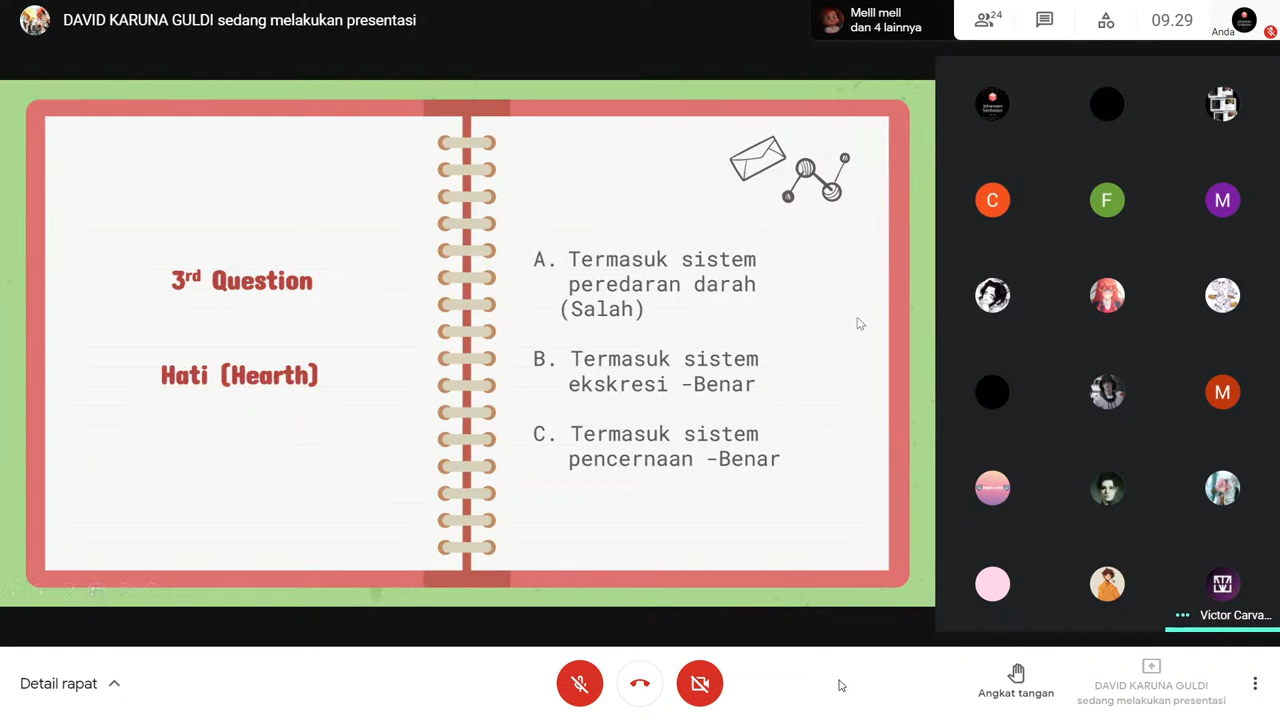 DAVID KARUNA GULDI sedang melakukan presentasi
Melll mell
dan 4 lainnya
24
09.29
Anda
3rd Question
Hati (Hearth)
A. Termasuk sistem
peredaran darah
(Salah)
B. Termasuk sistem
ekskresi -Benar
C. Termasuk sistem
pencernaan -Benar
C
F
M
M
Victor Carva...
Detail rapat
Angkat tangan
DAVID KARUNA GULDI
sedang melakukan presentasi